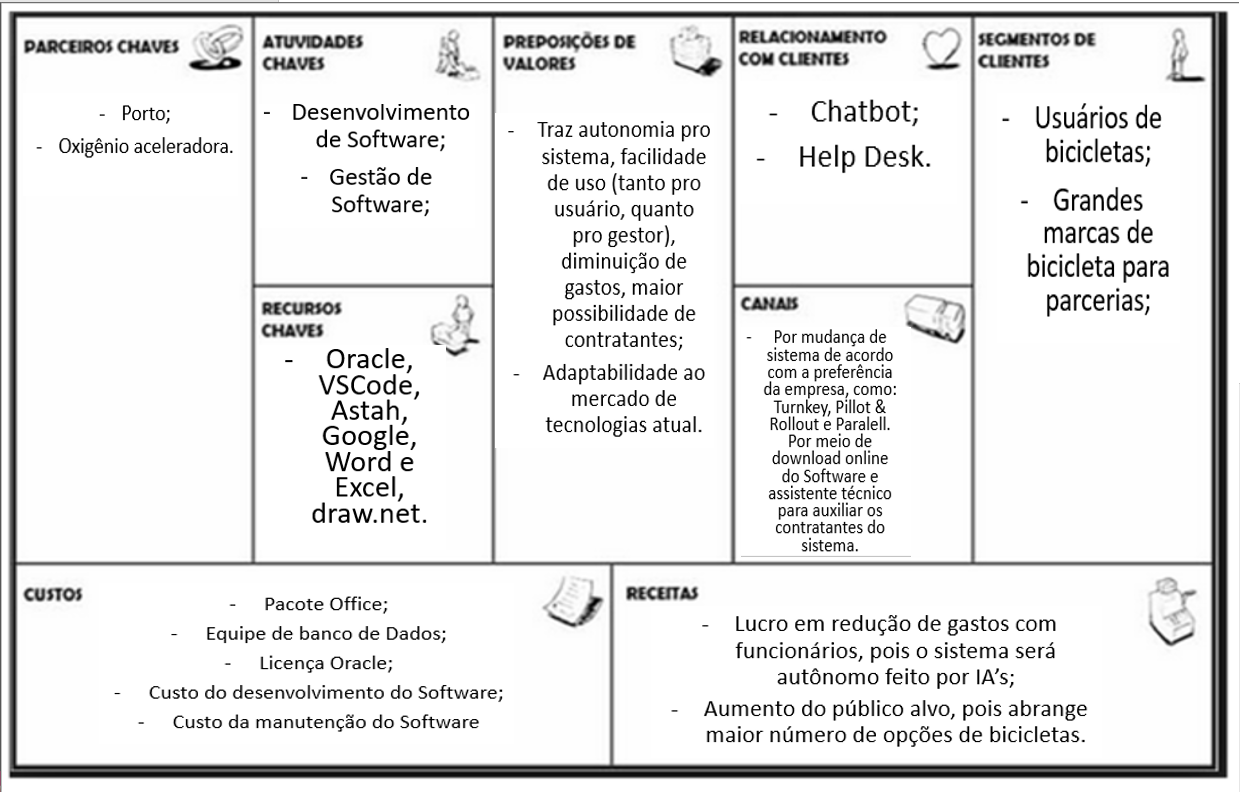 PARCEIROS CHAVES
- Porto;
- Oxigênio aceleradora.
ATUVIDADES
CHAVES
- Desenvolvimento
de Software;
- Gestão de
Software;
RECURSOS
CHAVES
- Oracle,
VSCode,
Astah,
Google,
Word e
Excel,
draw.net.
PREPOSIÇÕES DE
VALORES
- Traz autonomia pro
sistema, facilidade
de uso (tanto pro
usuário, quanto
pro gestor),
diminuição de
gastos, maior
possibilidade de
contratantes;
- Adaptabilidade ao
mercado de
tecnologias atual.
RELACIONAMENTO
COM CLIENTES
- Chatbot;
- Help Desk.
CANAIS
- Por mudança de
sistema de acordo
com a preferência
da empresa, como:
Turnkey, Pillot &
Rollout e Paralell.
Por meio de
download online
do Software e
assistente técnico
para auxiliar os
contratantes do
sistema.
SEGMENTOS DE
CLIENTES
- Usuários de
bicicletas;
- Grandes
marcas de
bicicleta para
parcerias;
CUSTOS
- Pacote Office;
- Equipe de banco de Dados;
- Licença Oracle;
- Custo do desenvolvimento do Software;
- Custo da manutenção do Software
RECEITAS
- Lucro em redução de gastos com
funcionários, pois o sistema será
autônomo feito por IA’s;
- Aumento do público alvo, pois abrange
maior número de opções de bicicletas.